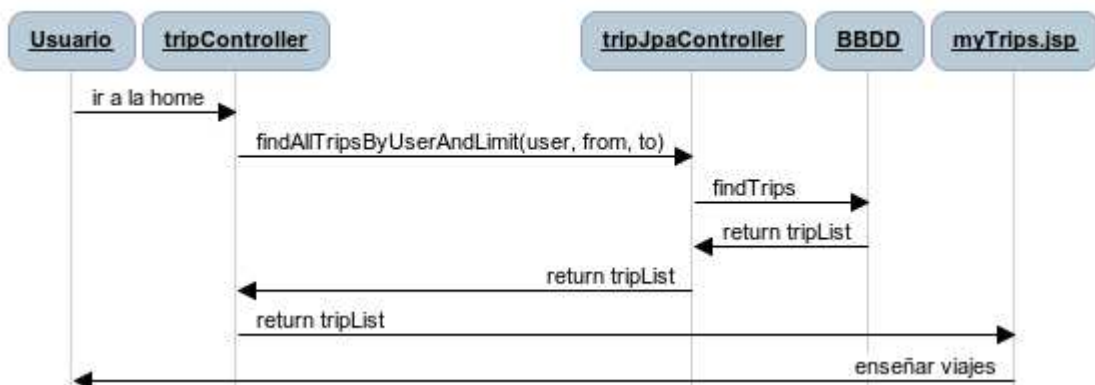 Usuario
tripController
tripJpaController
BBDD
myTrips.jsp
ir a la home
findAllTripsByUserAndLimit(user, from, to)
findTrips
return tripList
return tripList
return tripList
enseñar viajes